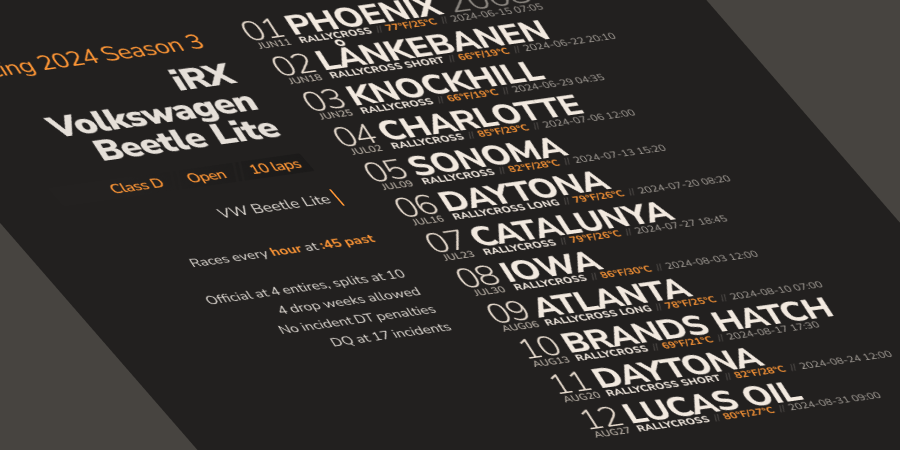 ing 2024 Season 3
iRX
Volkswagen
Beetle Lite
Class D Open 10 laps
VW Beetle Lite
Races every hour at :45 past
Official at 4 entires, splits at 10
4 drop weeks allowed
No incident DT penalties
DQ at 17 incidents
01 PHOENIX
JUN11 RALLYCROSS // 77°F/25°C // 2024-06-15 07:05
02 LÅNKEBANEN
JUN18 RALLYCROSS SHORT // 66°F/19°C // 2024-06-22 20:10
03 KNOCKHILL
JUN25 RALLYCROSS // 66°F/19°C // 2024-06-29 04:35
04 CHARLOTTE
JUL02 RALLYCROSS // 85°F/29°C // 2024-07-06 12:00
05 SONOMA
JUL09 RALLYCROSS // 82°F/28°C // 2024-07-13 15:20
06 DAYTONA
JUL16 RALLYCROSS LONG // 79°F/26°C // 2024-07-20 08:20
07 CATALUNYA
JUL23 RALLYCROSS // 79°F/26°C // 2024-07-27 18:45
08 IOWA
JUL30 RALLYCROSS // 86°F/30°C // 2024-08-03 12:00
09 ATLANTA
AUG06 RALLYCROSS LONG // 78°F/25°C // 2024-08-10 07:00
10 BRANDS HATCH
AUG13 RALLYCROSS // 69°F/21°C // 2024-08-17 17:30
11 DAYTONA
AUG20 RALLYCROSS SHORT // 82°F/28°C // 2024-08-24 12:00
12 LUCAS OIL
AUG27 RALLYCROSS // 80°F/27°C // 2024-08-31 09:00